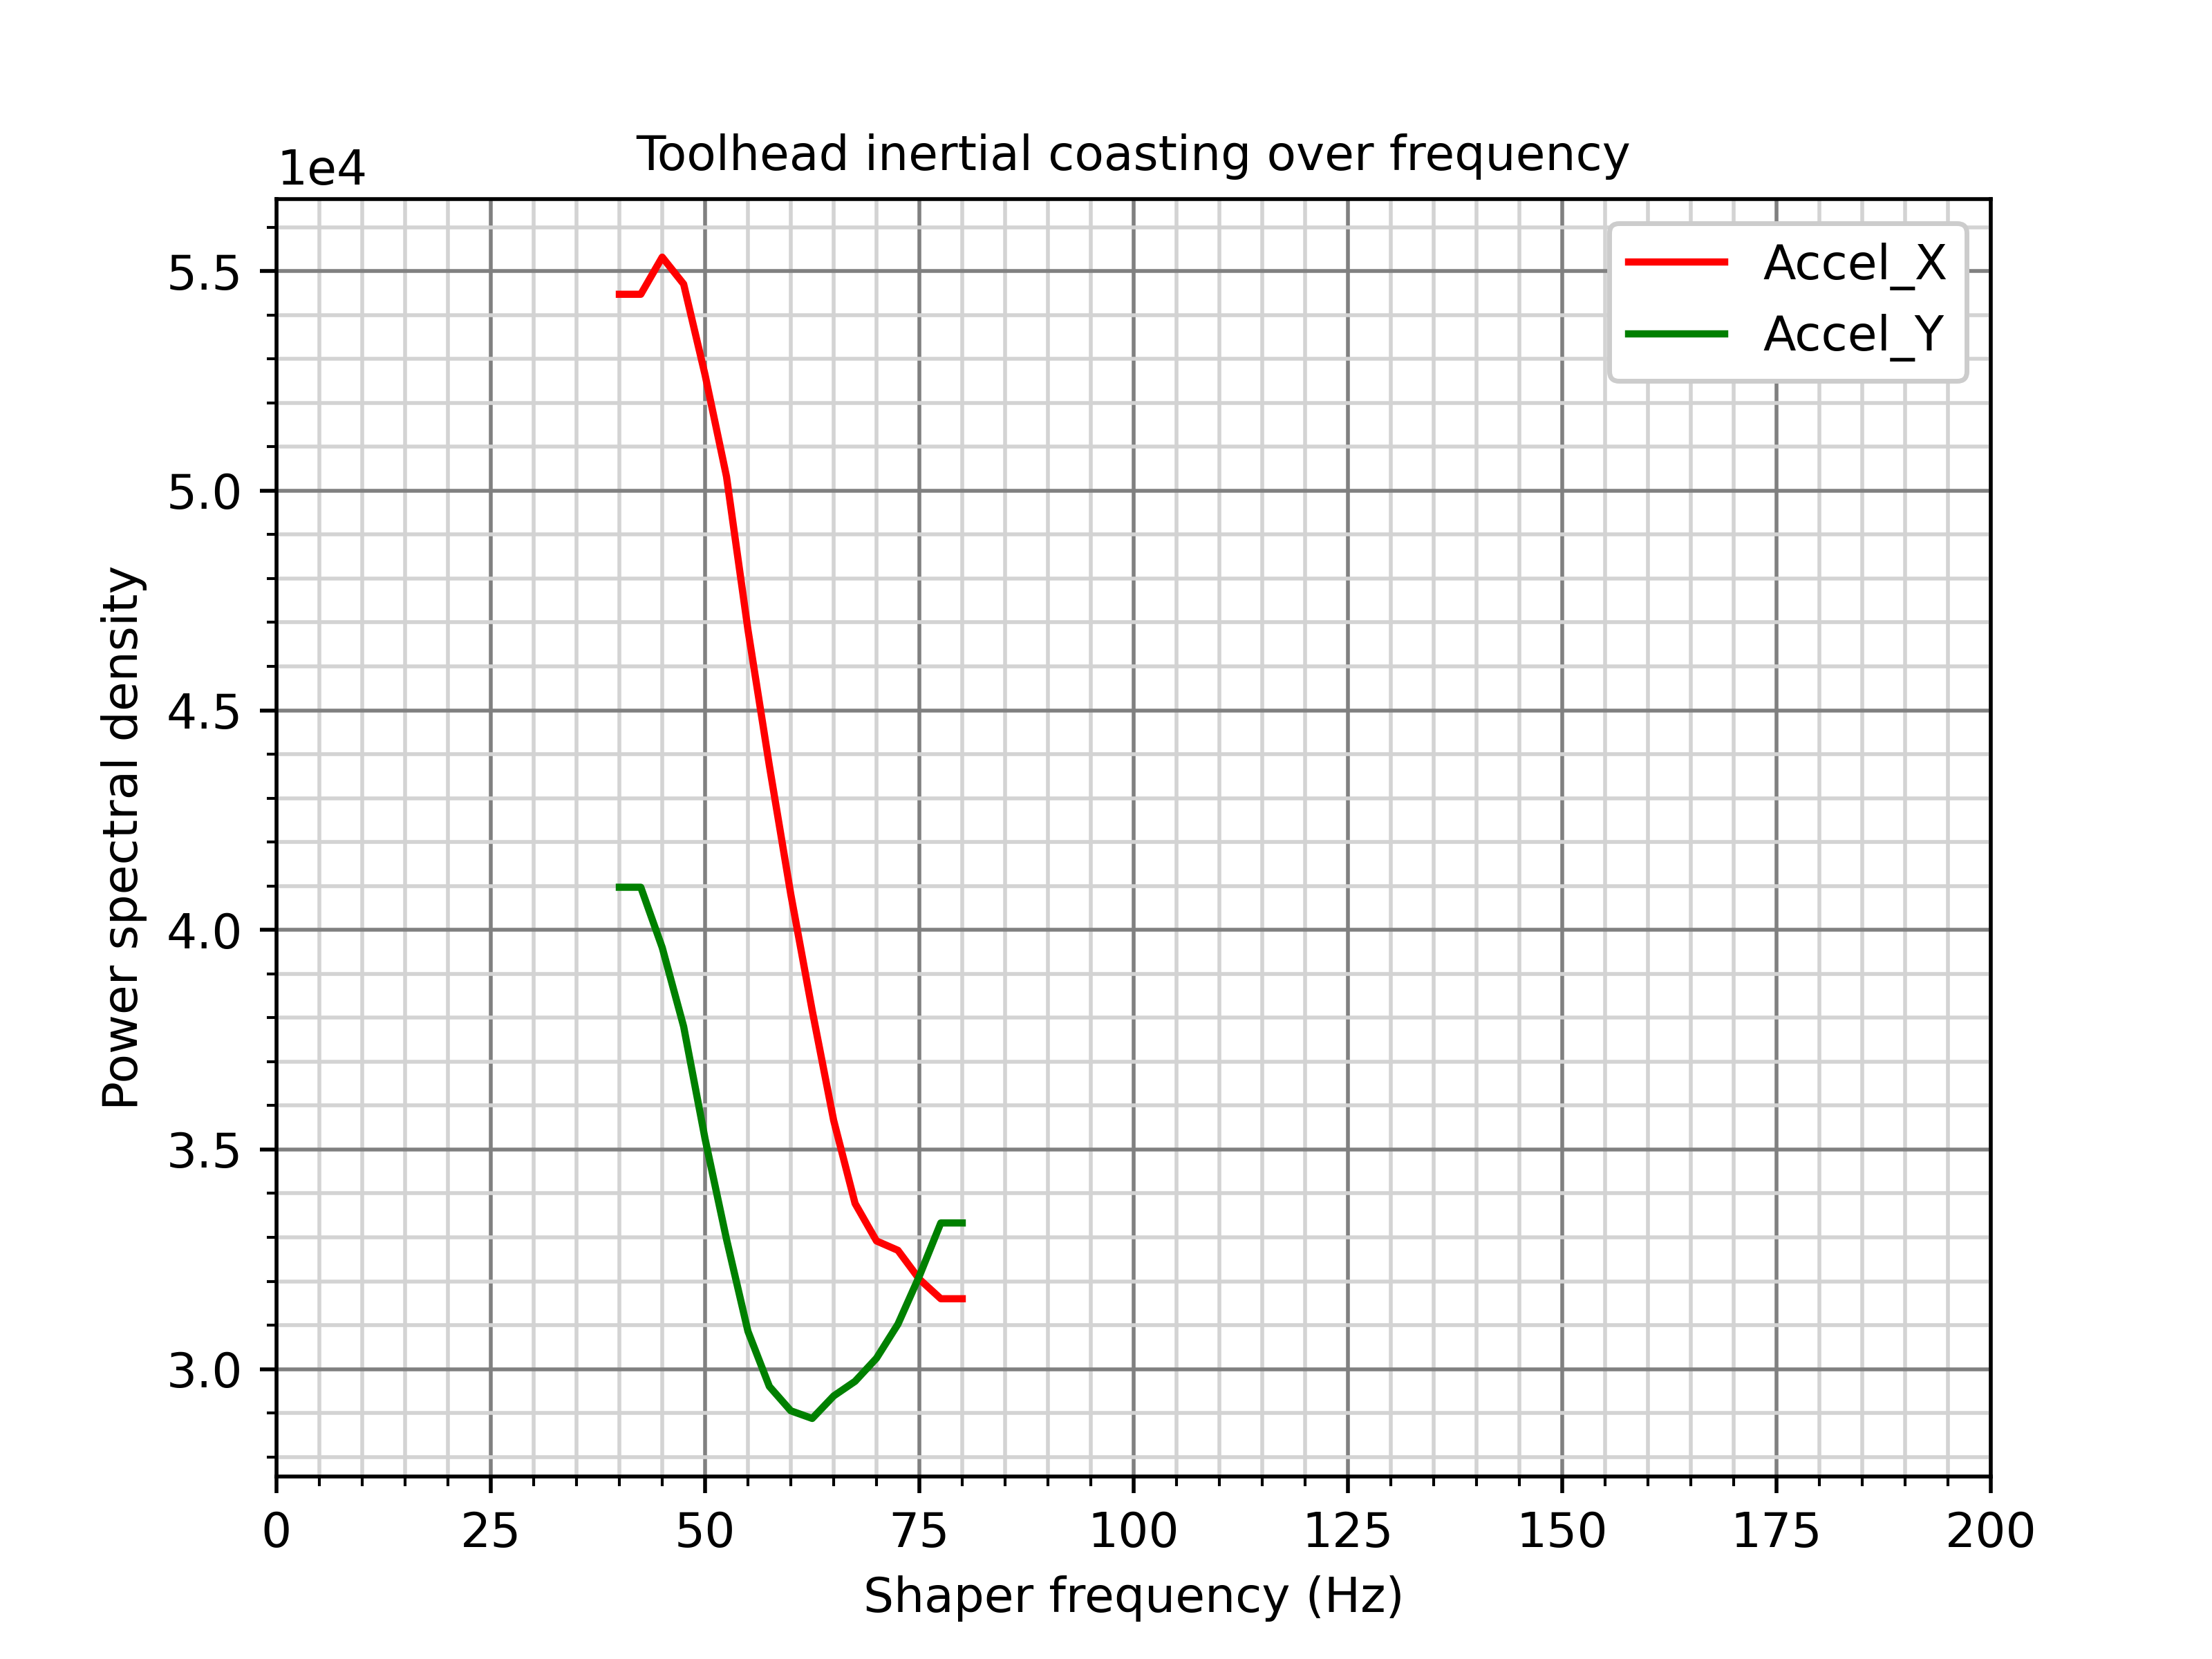 Toolhead inertial coasting over frequency
1e4
Accel_X
Accel_Y
5.5
5.0
4.5
4.0
3.5
3.0
Power spectral density
0 25 50 75 100 125 150 175 200
Shaper frequency (Hz)